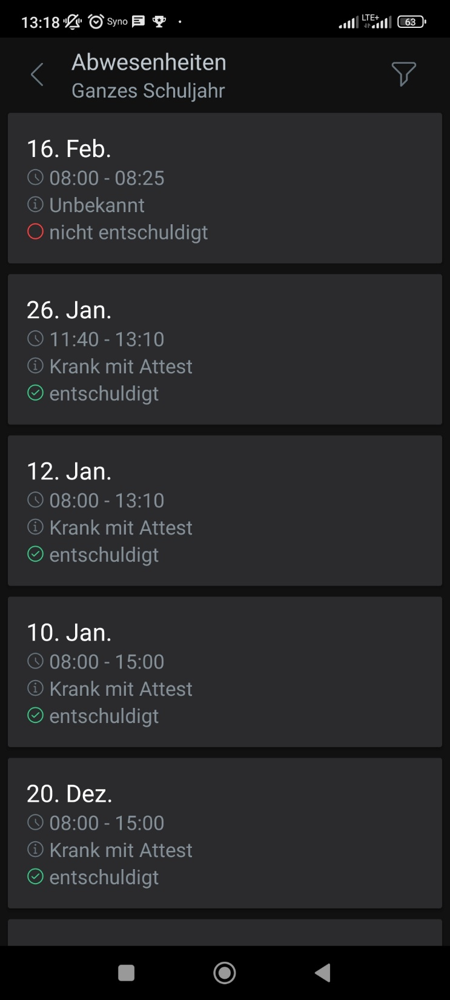 13:18 Syno LTE+ 63
Abwesenheiten
Ganzes Schuljahr
16. Feb.
08:00 - 08:25
Unbekannt
nicht entschuldigt
26. Jan.
11:40 - 13:10
Krank mit Attest
entschuldigt
12. Jan.
08:00 - 13:10
Krank mit Attest
entschuldigt
10. Jan.
08:00 - 15:00
Krank mit Attest
entschuldigt
20. Dez.
08:00 - 15:00
Krank mit Attest
entschuldigt